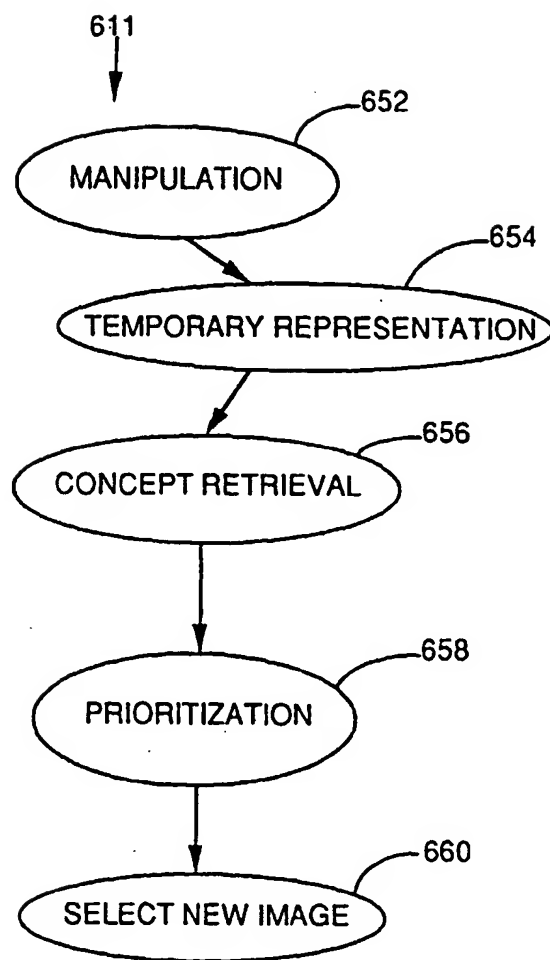 611
652
MANIPULATION
654
TEMPORARY REPRESENTATION
656
CONCEPT RETRIEVAL
658
PRIORITIZATION
660
SELECT NEW IMAGE